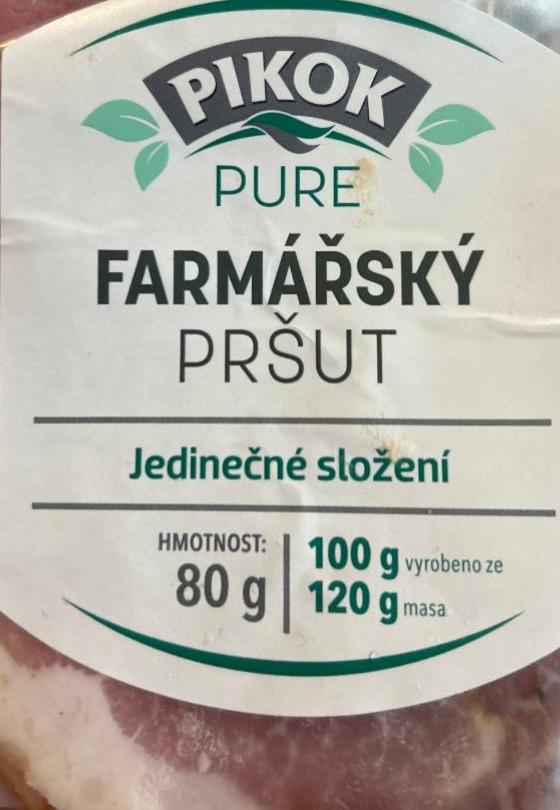 PIKOK
PURE
FARMÁŘSKÝ
PRŠUT
Jedinečné složení
HMOTNOST:
80 g
100 g vyrobeno ze
120 g masa